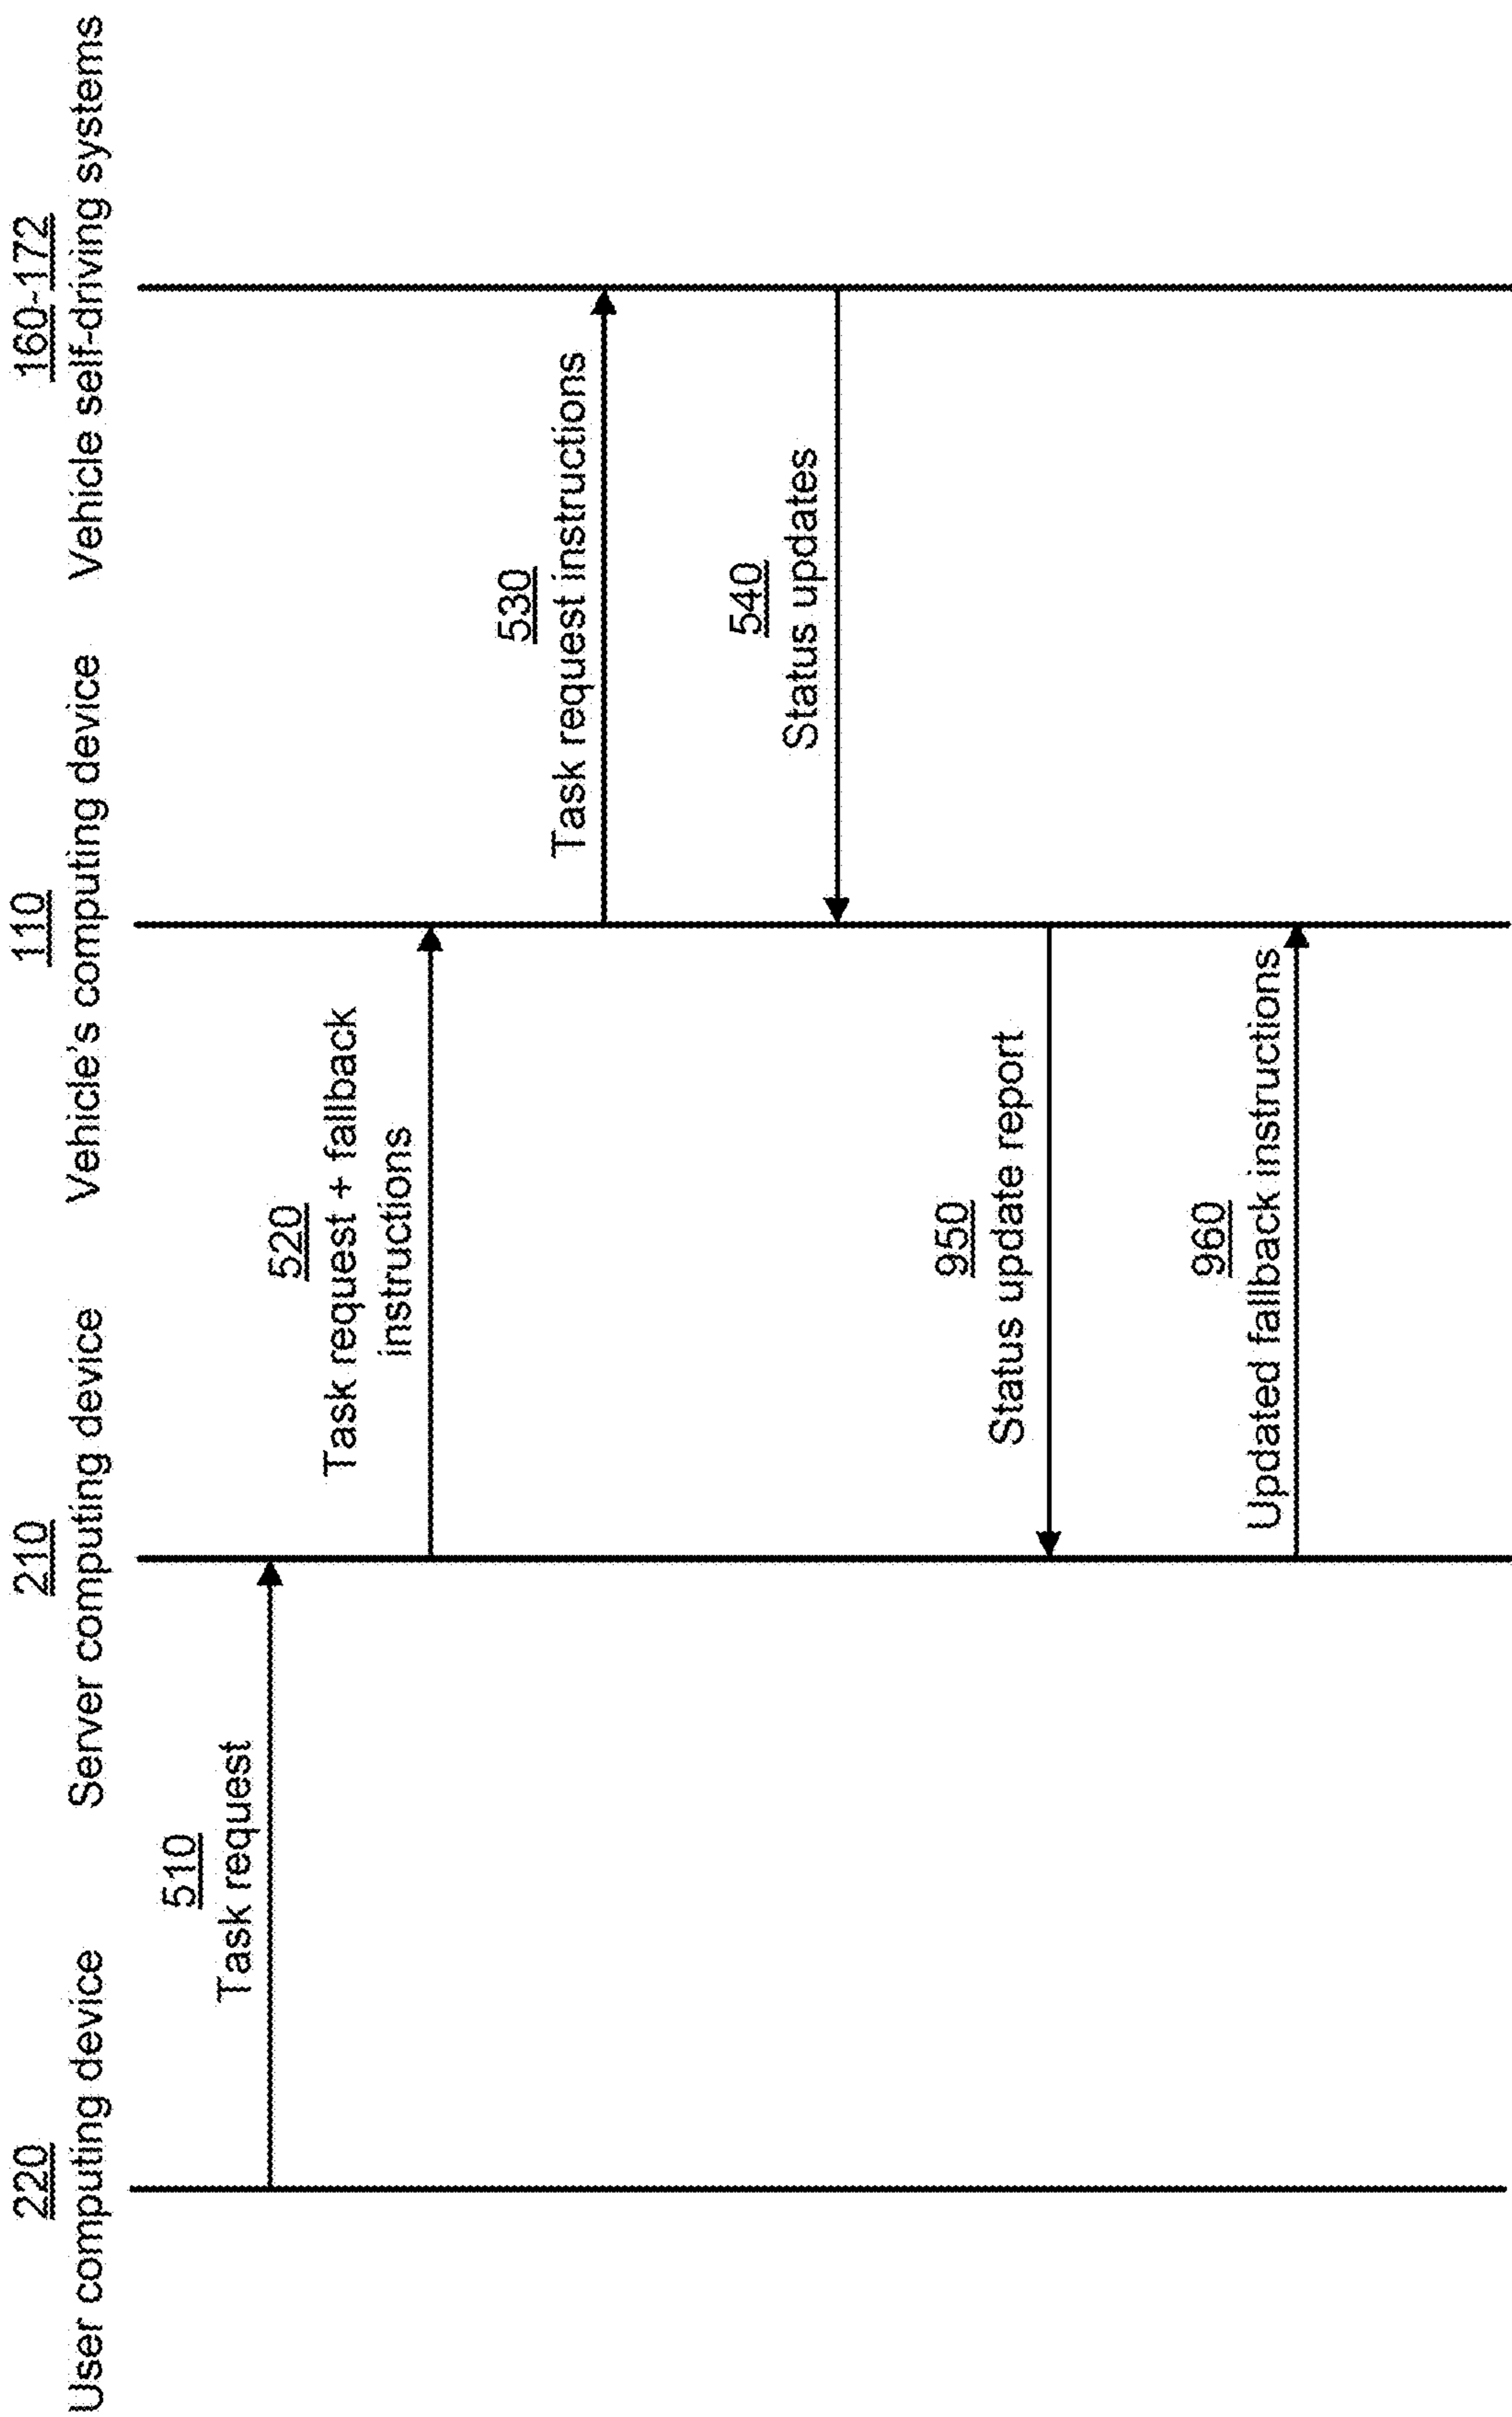 220
User computing device
210
Server computing device
110
Vehicle's computing device
160-172
Vehicle self-driving systems
510
Task request
520
Task request + fallback
instructions
530
Task request instructions
540
Status updates
950
Status update report
960
Updated fallback instructions